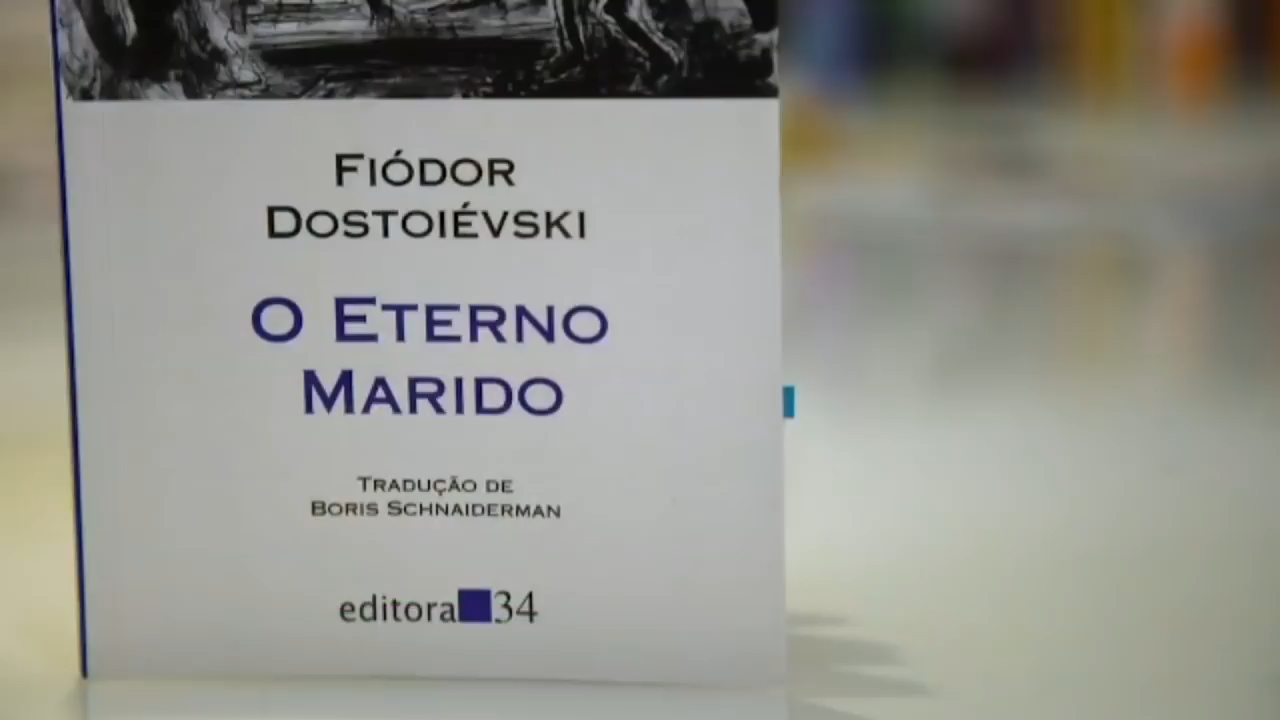 FIÓDOR
DOSTOIÉVSKI
O ETERNO
MARIDO
TRADUÇÃO DE
BORIS SCHNAIDERMAN
editora 34